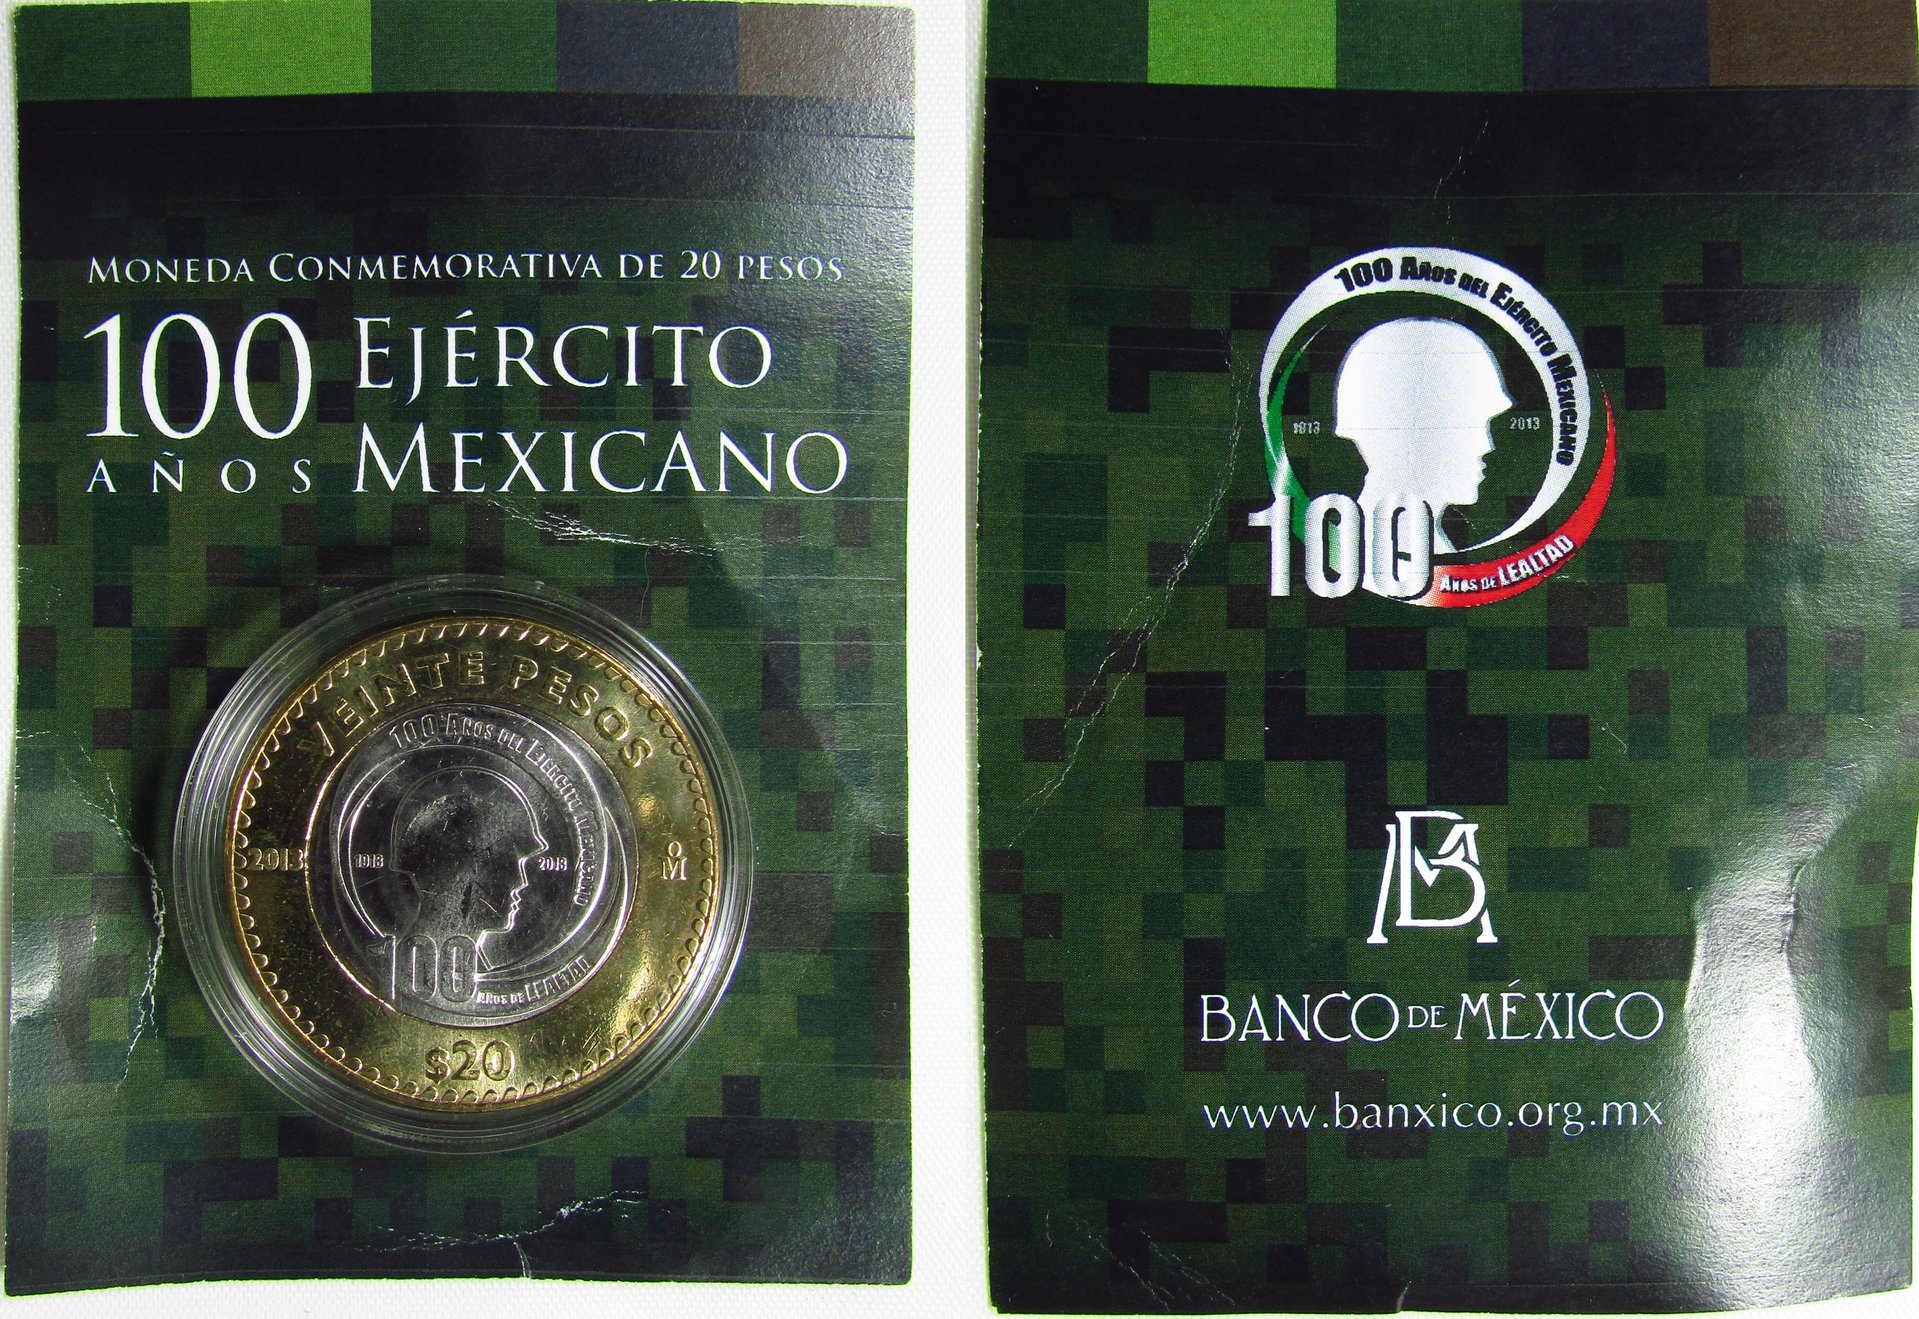 MONEDA CONMEMORATIVA DE 20 PESOS
100 AÑOS
EJÉRCITO
MEXICANO
VEINTE PESOS
100 AÑOS DEL EJÉRCITO MEXICANO
2013
1913
2013
MO
100
AÑOS DE LEALTAD
$20
100 AÑOS DEL EJÉRCITO MEXICANO
1913
2013
100
AÑOS DE LEALTAD
BM
BANCO DE MÉXICO
www.banxico.org.mx